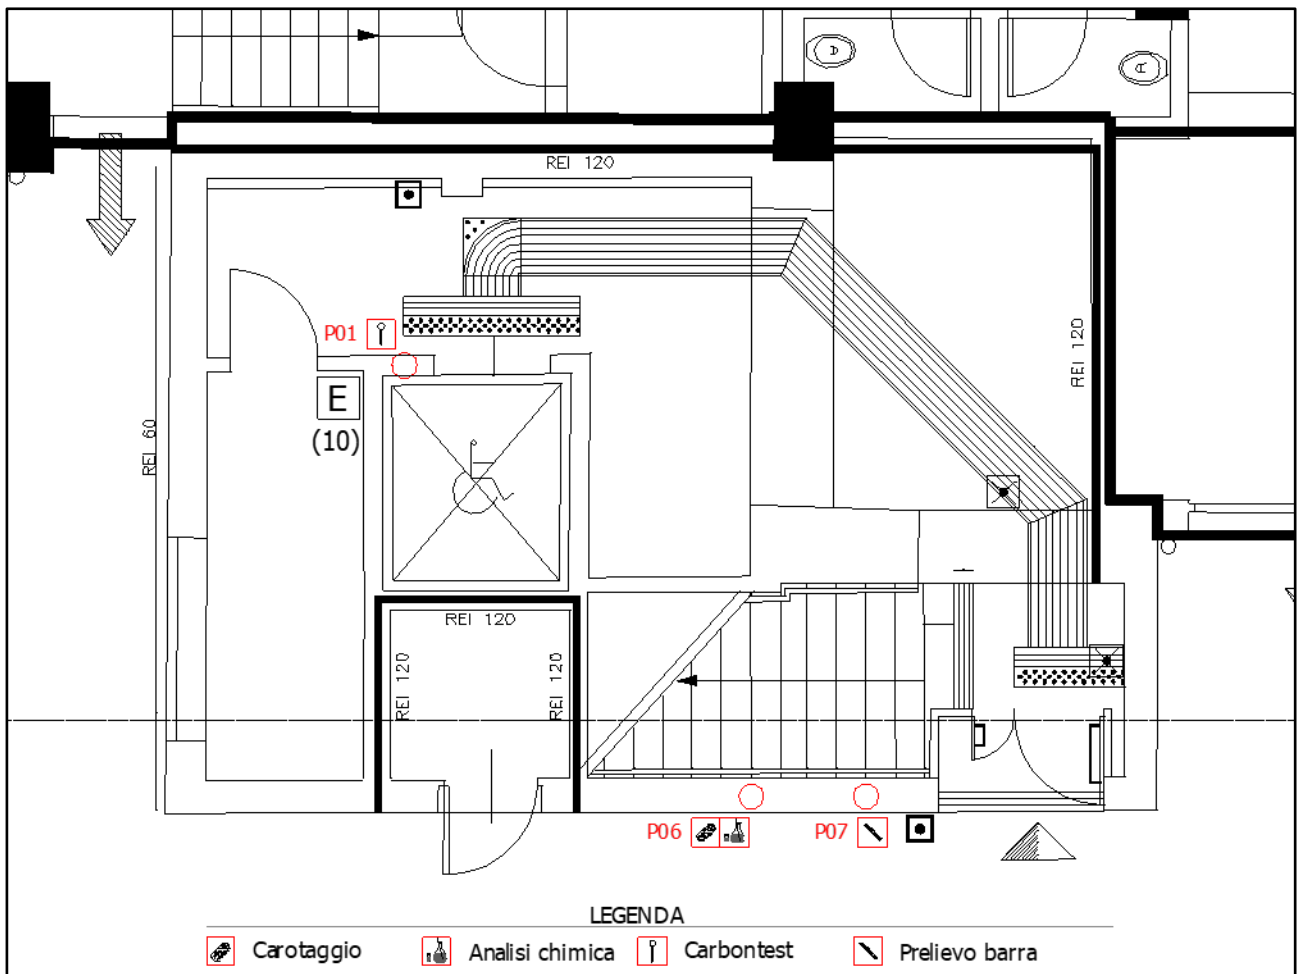 REI 120
REI 120
P01
E
(10)
REI 60
REI 120
REI 120
REI 120
P06
P07
LEGENDA
Carotaggio
Analisi chimica
Carbontest
Prelievo barra